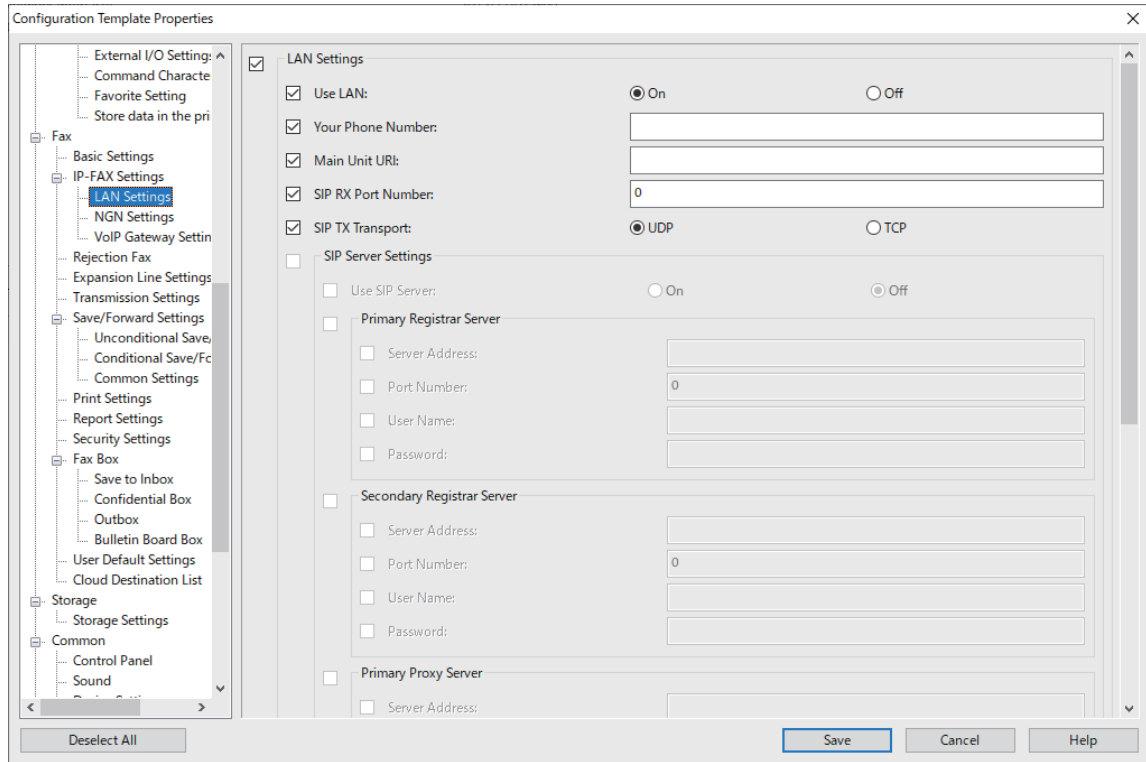 Configuration Template Properties
External I/O Setting
Command Characte
Favorite Setting
Store data in the pri
Fax
Basic Settings
IP-FAX Settings
LAN Settings
NGN Settings
VoIP Gateway Settin
Rejection Fax
Expansion Line Settings
Transmission Settings
Save/Forward Settings
Unconditional Save/
Conditional Save/Fo
Common Settings
Print Settings
Report Settings
Security Settings
Fax Box
Save to Inbox
Confidential Box
Outbox
Bulletin Board Box
User Default Settings
Cloud Destination List
Storage
Storage Settings
Common
Control Panel
Sound
LAN Settings
Use LAN: On Off
Your Phone Number:
Main Unit URI:
SIP RX Port Number: 0
SIP TX Transport: UDP TCP
SIP Server Settings
Use SIP Server: On Off
Primary Registrar Server
Server Address:
Port Number: 0
User Name:
Password:
Secondary Registrar Server
Server Address:
Port Number: 0
User Name:
Password:
Primary Proxy Server
Server Address:
Deselect All Save Cancel Help